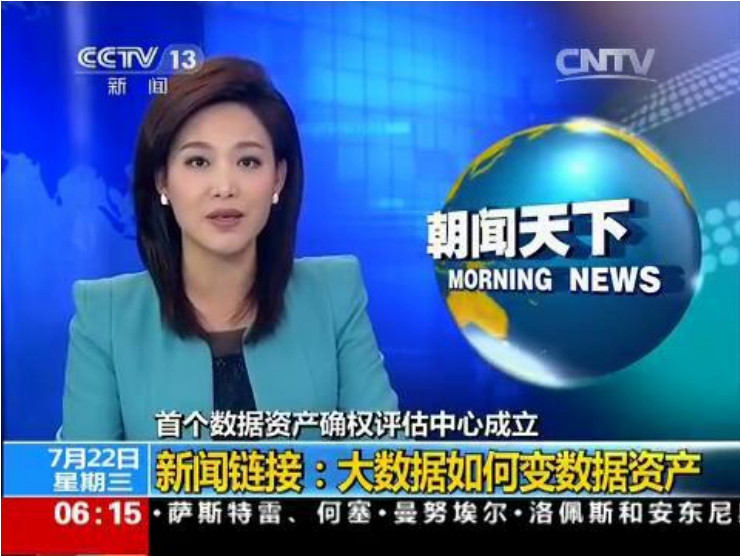 CCTV 13
新闻
CNTV
朝闻天下
MORNING NEWS
首个数据资产确权评估中心成立
7月22日
星期三
新闻链接：大数据如何变数据资产
06:15
·萨斯特雷、何塞·曼努埃尔·洛佩斯和安东尼